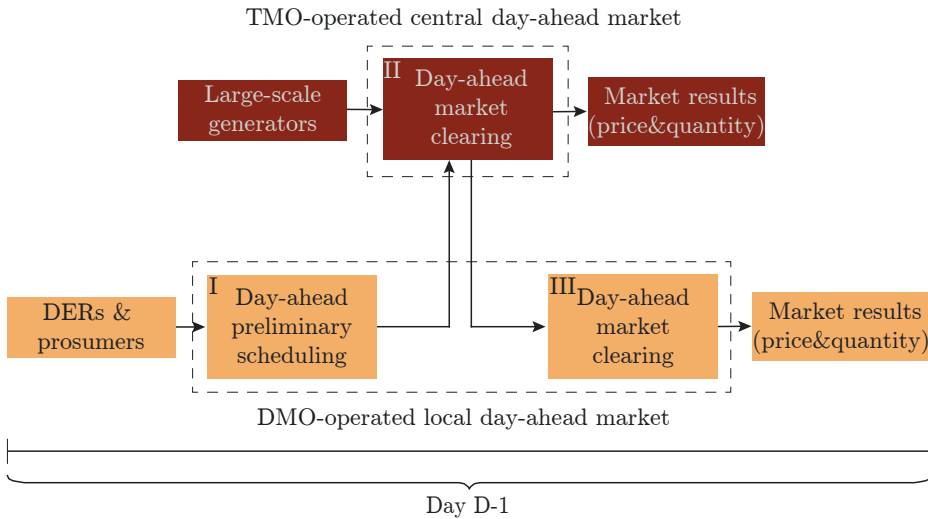 TMO-operated central day-ahead market
Large-scale
generators
II
Day-ahead
market
clearing
Market results
(price&quantity)
DERs &
prosumers
I
Day-ahead
preliminary
scheduling
III
Day-ahead
market
clearing
Market results
(price&quantity)
DMO-operated local day-ahead market
Day D-1